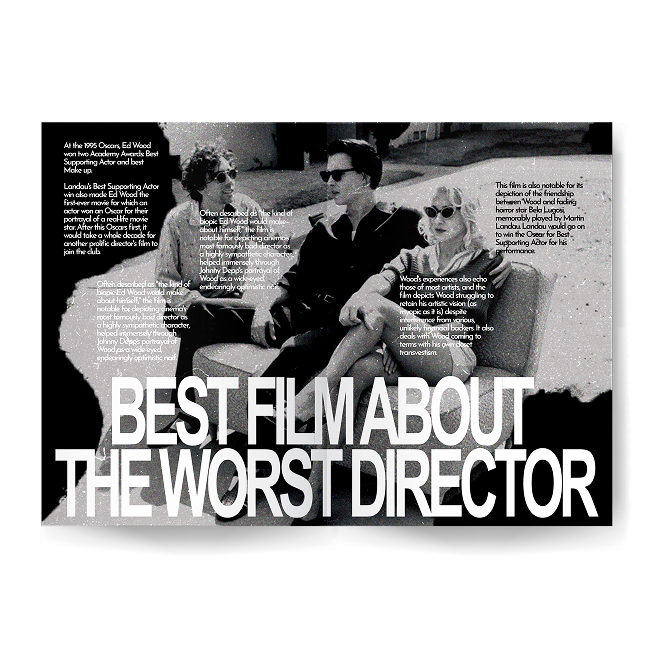 At the 1995 Oscars, Ed Wood
won two Academy Awards: Best
Supporting Actor and best
Make up.
Landau's Best Supporting Actor
win also made Ed Wood the
first-ever movie for which an
actor won an Oscar for their
portrayal of a real-life movie
star. After this Oscars first, it
would take a whole decade for
another prolific director's film to
join the club.
Often described as "the kind of
biopic Ed Wood would make
about himself," the film is
notable for depicting cinema's
most famously bad director as
a highly sympathetic character,
helped immensely through
Johnny Depp's portrayal of
Wood as a wide-eyed,
endearingly optimistic naif.
Often described as "the kind of
biopic Ed Wood would make
about himself," the film is
notable for depicting cinema's
most famously bad director as
a highly sympathetic character,
helped immensely through
Johnny Depp's portrayal of
Wood as a wide-eyed,
endearingly optimistic naif.
Wood's experiences also echo
those of most artists, and the
film depicts Wood struggling to
retain his artistic vision (as
myopic as it is) despite
interference from various,
unlikely financial backers. It also
deals with Wood coming to
terms with his own closet
transvestism.
This film is also notable for its
depiction of the friendship
between Wood and fading
horror star Bela Lugosi,
memorably played by Martin
Landau. Landau would go on
to win the Oscar for Best
Supporting Actor for his
performance.
BEST FILM ABOUT
THE WORST DIRECTOR